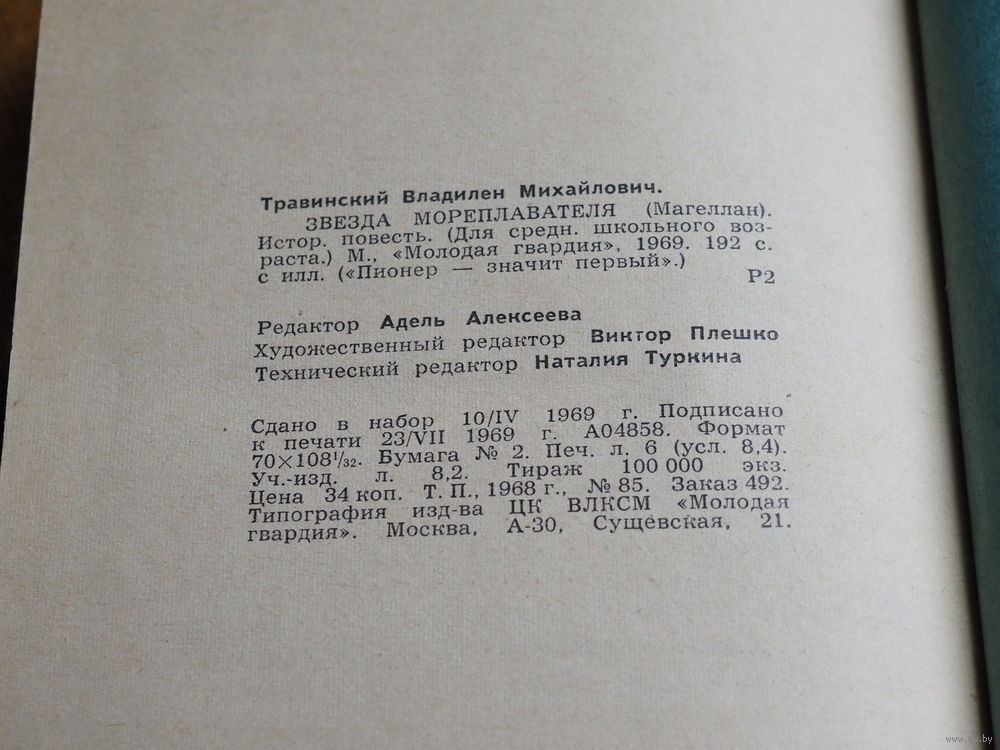 Травинский Владилен Михайлович.
ЗВЕЗДА МОРЕПЛАВАТЕЛЯ (Магеллан).
Истор. повесть. (Для средн. школьного воз-
раста.) М., «Молодая гвардия», 1969. 192 с.
с илл. («Пионер — значит первый».)
Р2
Редактор Адель Алексеева
Художественный редактор Виктор Плешко
Технический редактор Наталия Туркина
Сдано в набор 10/IV 1969 г. Подписано
к печати 23/VII 1969 г. А04858. Формат
70×108¹/₃₂. Бумага № 2. Печ. л. 6 (усл. 8,4).
Уч.-изд. л. 8,2. Тираж 100 000 экз.
Цена 34 коп. Т. П., 1968 г., № 85. Заказ 492.
Типография изд-ва ЦК ВЛКСМ «Молодая
гвардия». Москва, А-30, Сущевская, 21.